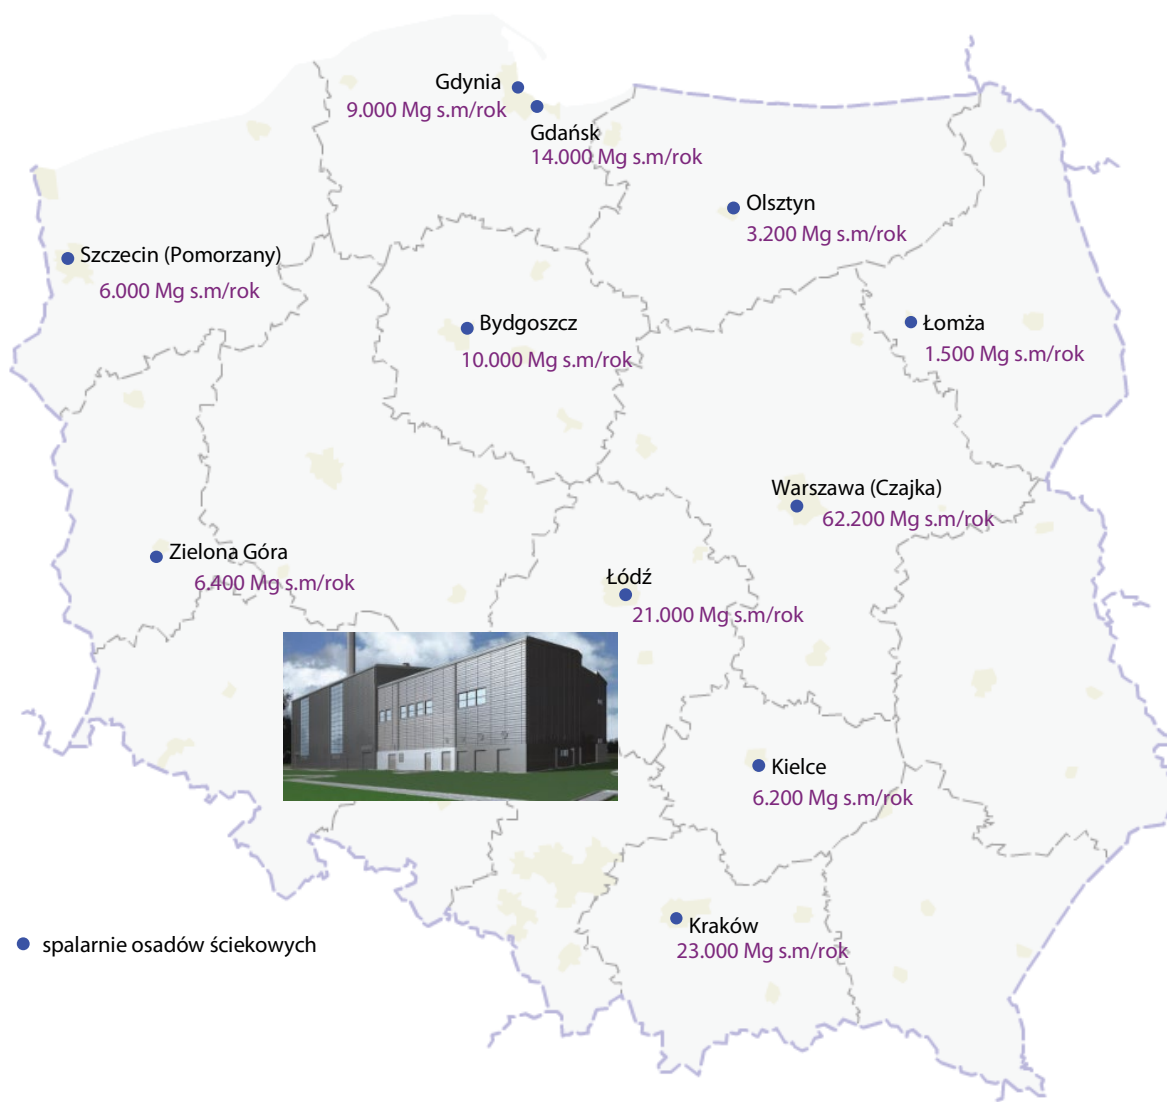 Gdynia
9.000 Mg s.m/rok
Gdańsk
14.000 Mg s.m/rok
Olsztyn
3.200 Mg s.m/rok
Szczecin (Pomorzany)
6.000 Mg s.m/rok
Bydgoszcz
10.000 Mg s.m/rok
Łomża
1.500 Mg s.m/rok
Warszawa (Czajka)
62.200 Mg s.m/rok
Zielona Góra
6.400 Mg s.m/rok
Łódź
21.000 Mg s.m/rok
Kielce
6.200 Mg s.m/rok
Kraków
23.000 Mg s.m/rok
spalarnie osadów ściekowych